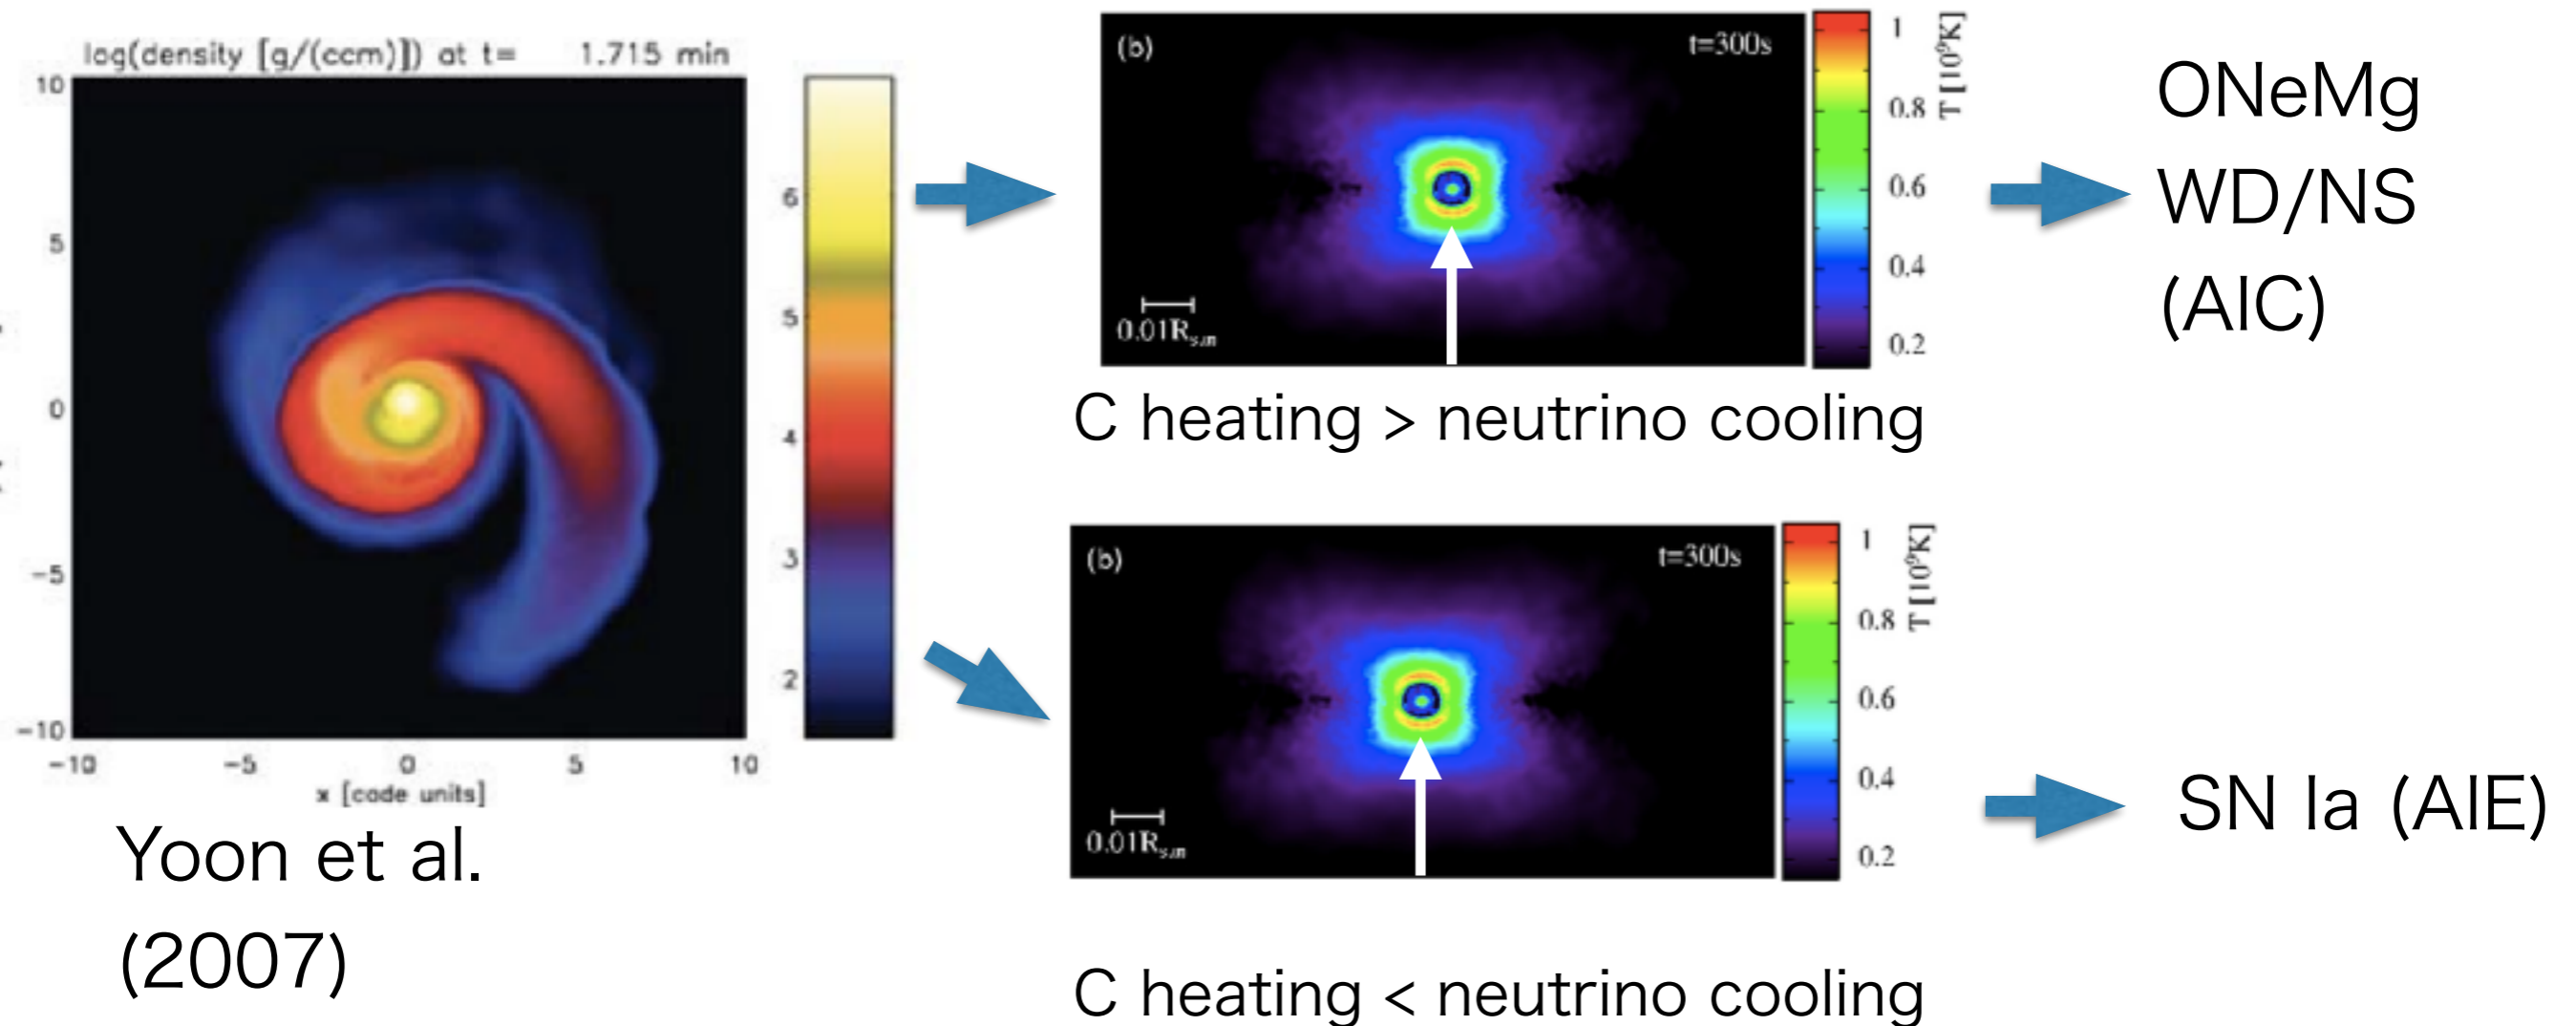 log(density [g/(ccm)]) at t= 1.715 min
10
5
0
-5
-10
-10 -5 0 5 10
x [code units]
6
5
4
3
2
Yoon et al.
(2007)
(b) t=300s
0.01R
1
0.8
0.6
0.4
0.2
T [10⁹K]
C heating > neutrino cooling
ONeMg
WD/NS
(AIC)
(b) t=300s
0.01R
1
0.8
0.6
0.4
0.2
T [10⁹K]
C heating < neutrino cooling
SN Ia (AIE)